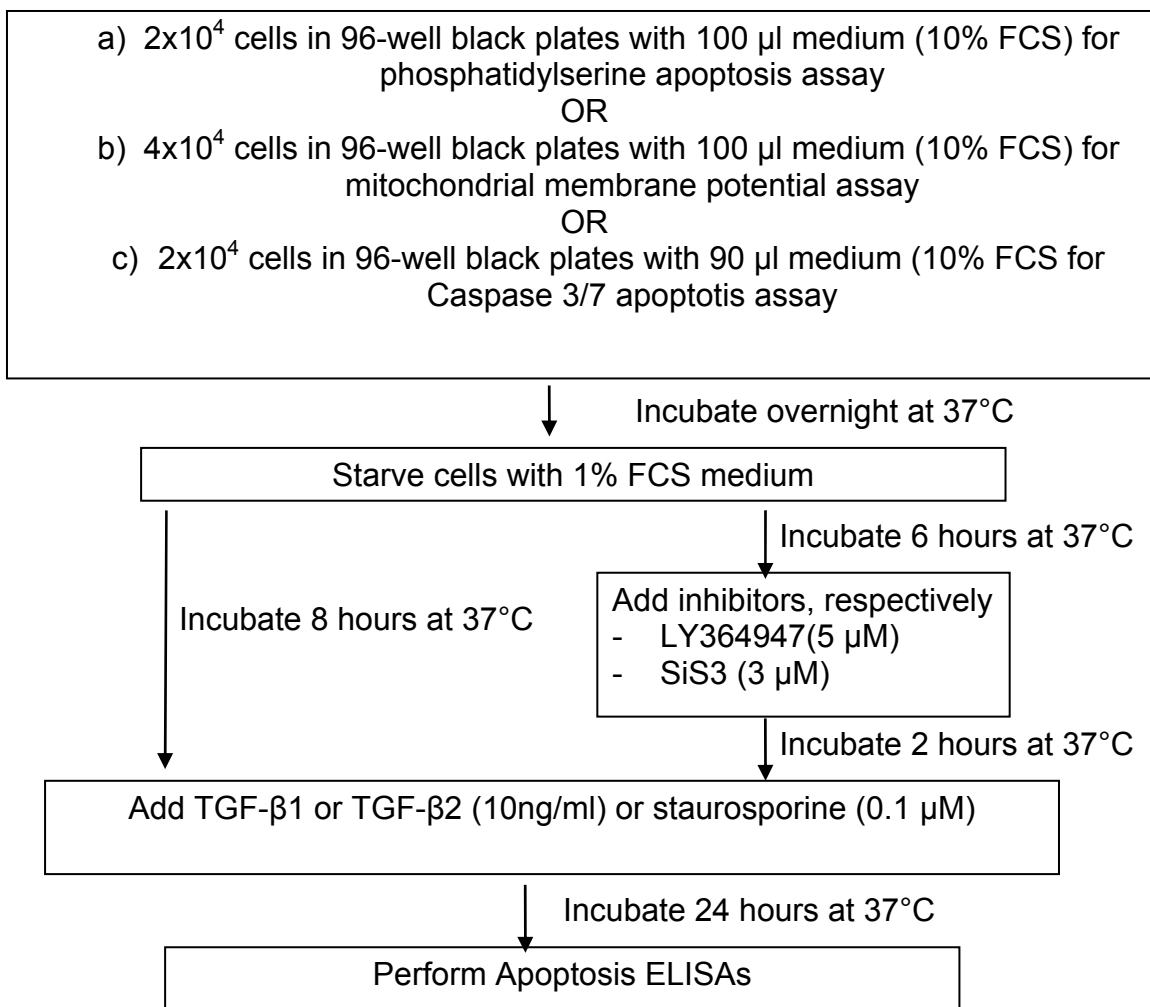 a) 2x10⁴ cells in 96-well black plates with 100 µl medium (10% FCS) for
phosphatidylserine apoptosis assay
OR
b) 4x10⁴ cells in 96-well black plates with 100 µl medium (10% FCS) for
mitochondrial membrane potential assay
OR
c) 2x10⁴ cells in 96-well black plates with 90 µl medium (10% FCS for
Caspase 3/7 apoptotis assay
Incubate overnight at 37°C
Starve cells with 1% FCS medium
Incubate 6 hours at 37°C
Incubate 8 hours at 37°C
Add inhibitors, respectively
- LY364947(5 µM)
- SiS3 (3 µM)
Incubate 2 hours at 37°C
Add TGF-β1 or TGF-β2 (10ng/ml) or staurosporine (0.1 µM)
Incubate 24 hours at 37°C
Perform Apoptosis ELISAs